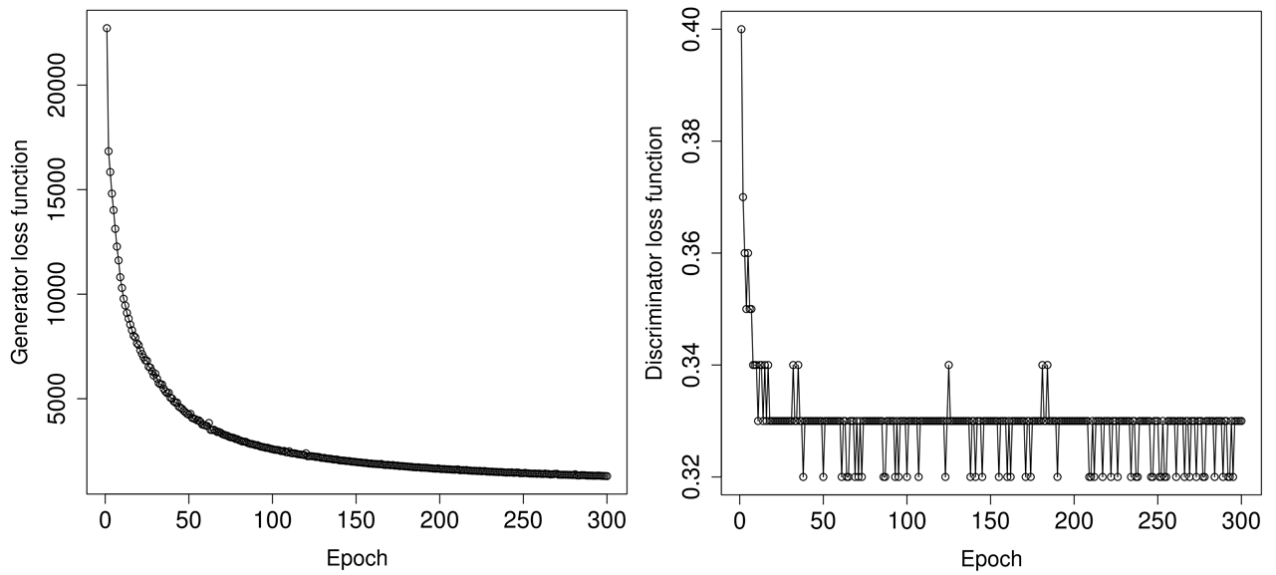 Generator loss function
20000
15000
10000
5000
0 50 100 150 200 250 300
Epoch
Discriminator loss function
0.40
0.38
0.36
0.34
0.32
0 50 100 150 200 250 300
Epoch